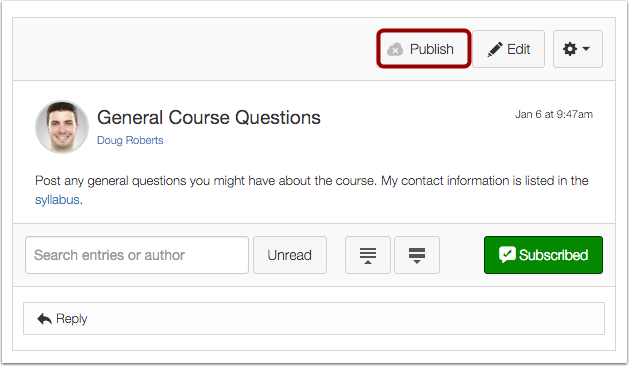 Publish
Edit
General Course Questions
Jan 6 at 9:47am
Doug Roberts
Post any general questions you might have about the course. My contact information is listed in the
syllabus.
Search entries or author
Unread
Subscribed
Reply